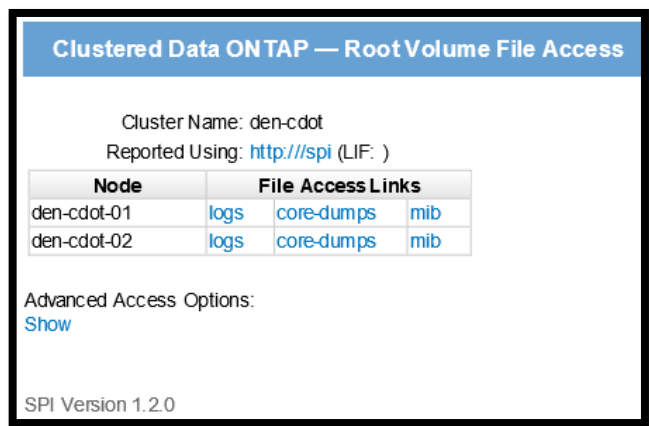 Clustered Data ONTAP — Root Volume File Access
Cluster Name: den-cdot
Reported Using: http:///spi (LIF: )
Node File Access Links
den-cdot-01 logs core-dumps mib
den-cdot-02 logs core-dumps mib
Advanced Access Options:
Show
SPI Version 1.2.0